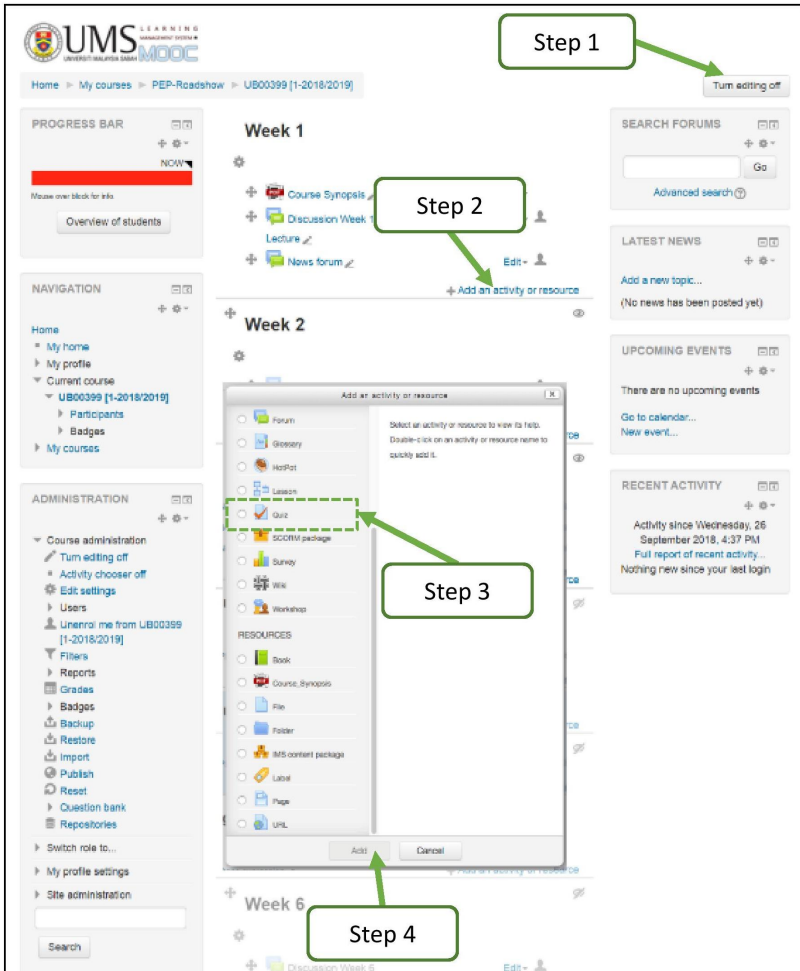 UMS
UNIVERSITI MALAYSIA SABAH
LEARNING
MANAGEMENT SYSTEM
MOOC
Step 1
Home
My courses
PEP-Roadshow
UB00399 [1-2018/2019]
Turn editing off
PROGRESS BAR
NOW
Mouse over block for info.
Overview of students
NAVIGATION
Home
My home
My profile
Current course
UB00399 [1-2018/2019]
Participants
Badges
My courses
ADMINISTRATION
Course administration
Turn editing off
Activity chooser off
Edit settings
Users
Unenrol me from UB00399
[1-2018/2019]
Filters
Reports
Grades
Badges
Backup
Restore
Import
Publish
Reset
Question bank
Repositories
Switch role to...
My profile settings
Site administration
Search
Week 1
Course Synopsis
Step 2
Discussion Week 1
Lecture
News forum
Edit
Add an activity or resource
Week 2
Add an activity or resource
Forum
Glossary
HotPot
Lesson
Quiz
SCORM package
Survey
Wiki
Workshop
RESOURCES
Book
Course_Synopsis
File
Folder
IMS content package
Label
Page
URL
Select an activity or resource to view its help.
Double-click on an activity or resource name to
quickly add it.
Step 3
Add
Cancel
Add an activity or resource
Week 6
Step 4
Discussion Week 6
Edit
SEARCH FORUMS
Go
Advanced search
LATEST NEWS
Add a new topic...
(No news has been posted yet)
UPCOMING EVENTS
There are no upcoming events
Go to calendar...
New event...
RECENT ACTIVITY
Activity since Wednesday, 26
September 2018, 4:37 PM
Full report of recent activity...
Nothing new since your last login